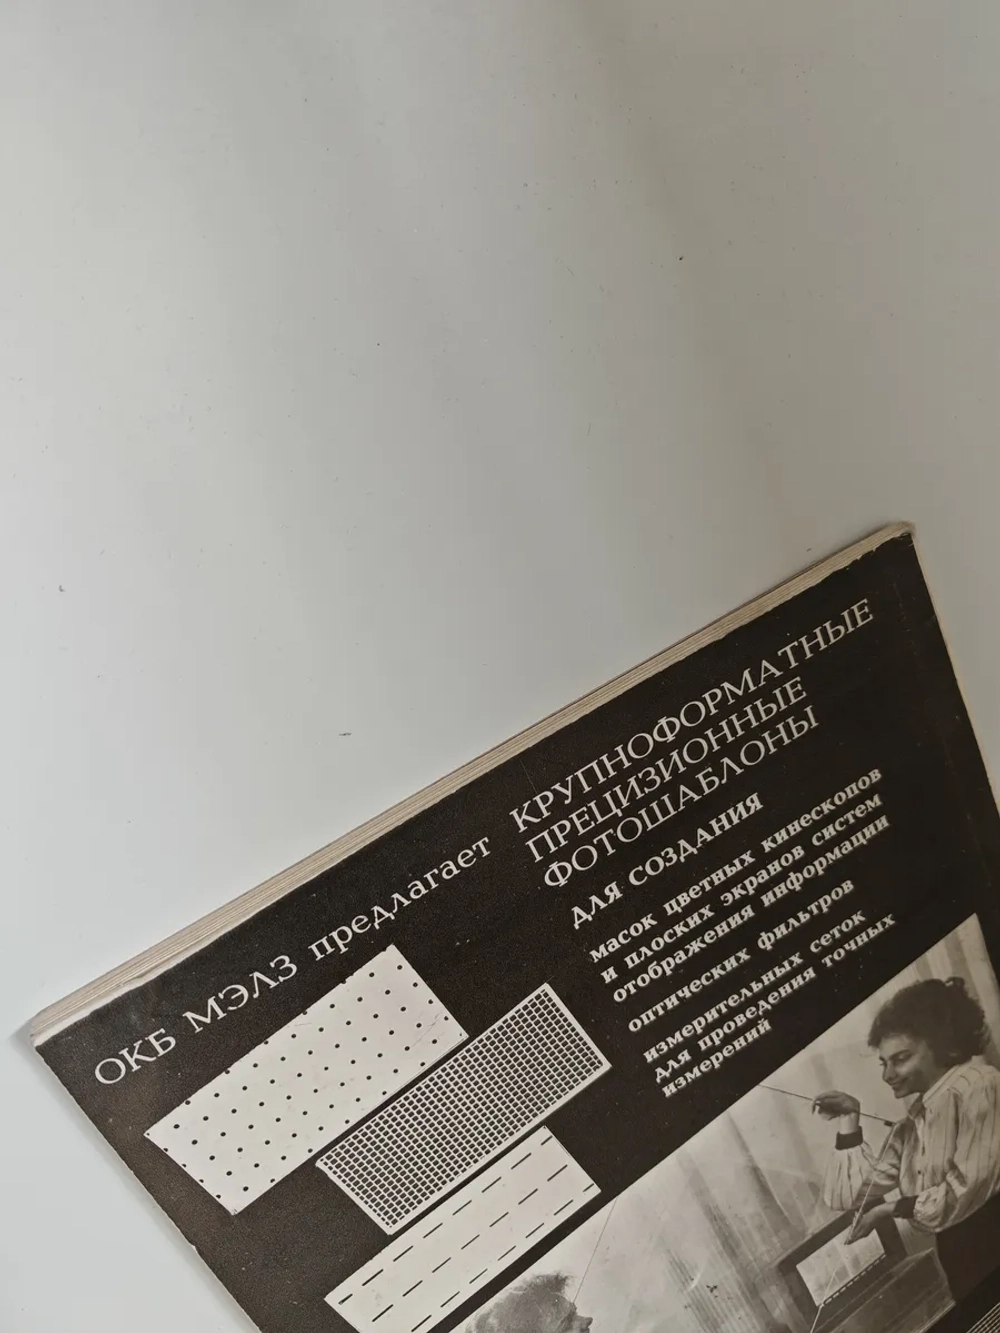 ОКБ МЭЛЗ предлагает
КРУПНОФОРМАТНЫЕ
ПРЕЦИЗИОННЫЕ
ФОТОШАБЛОНЫ
ДЛЯ СОЗДАНИЯ
масок цветных кинескопов
и плоских экранов систем
отображения информации
оптических фильтров
измерительных сеток
для проведения точных
измерений